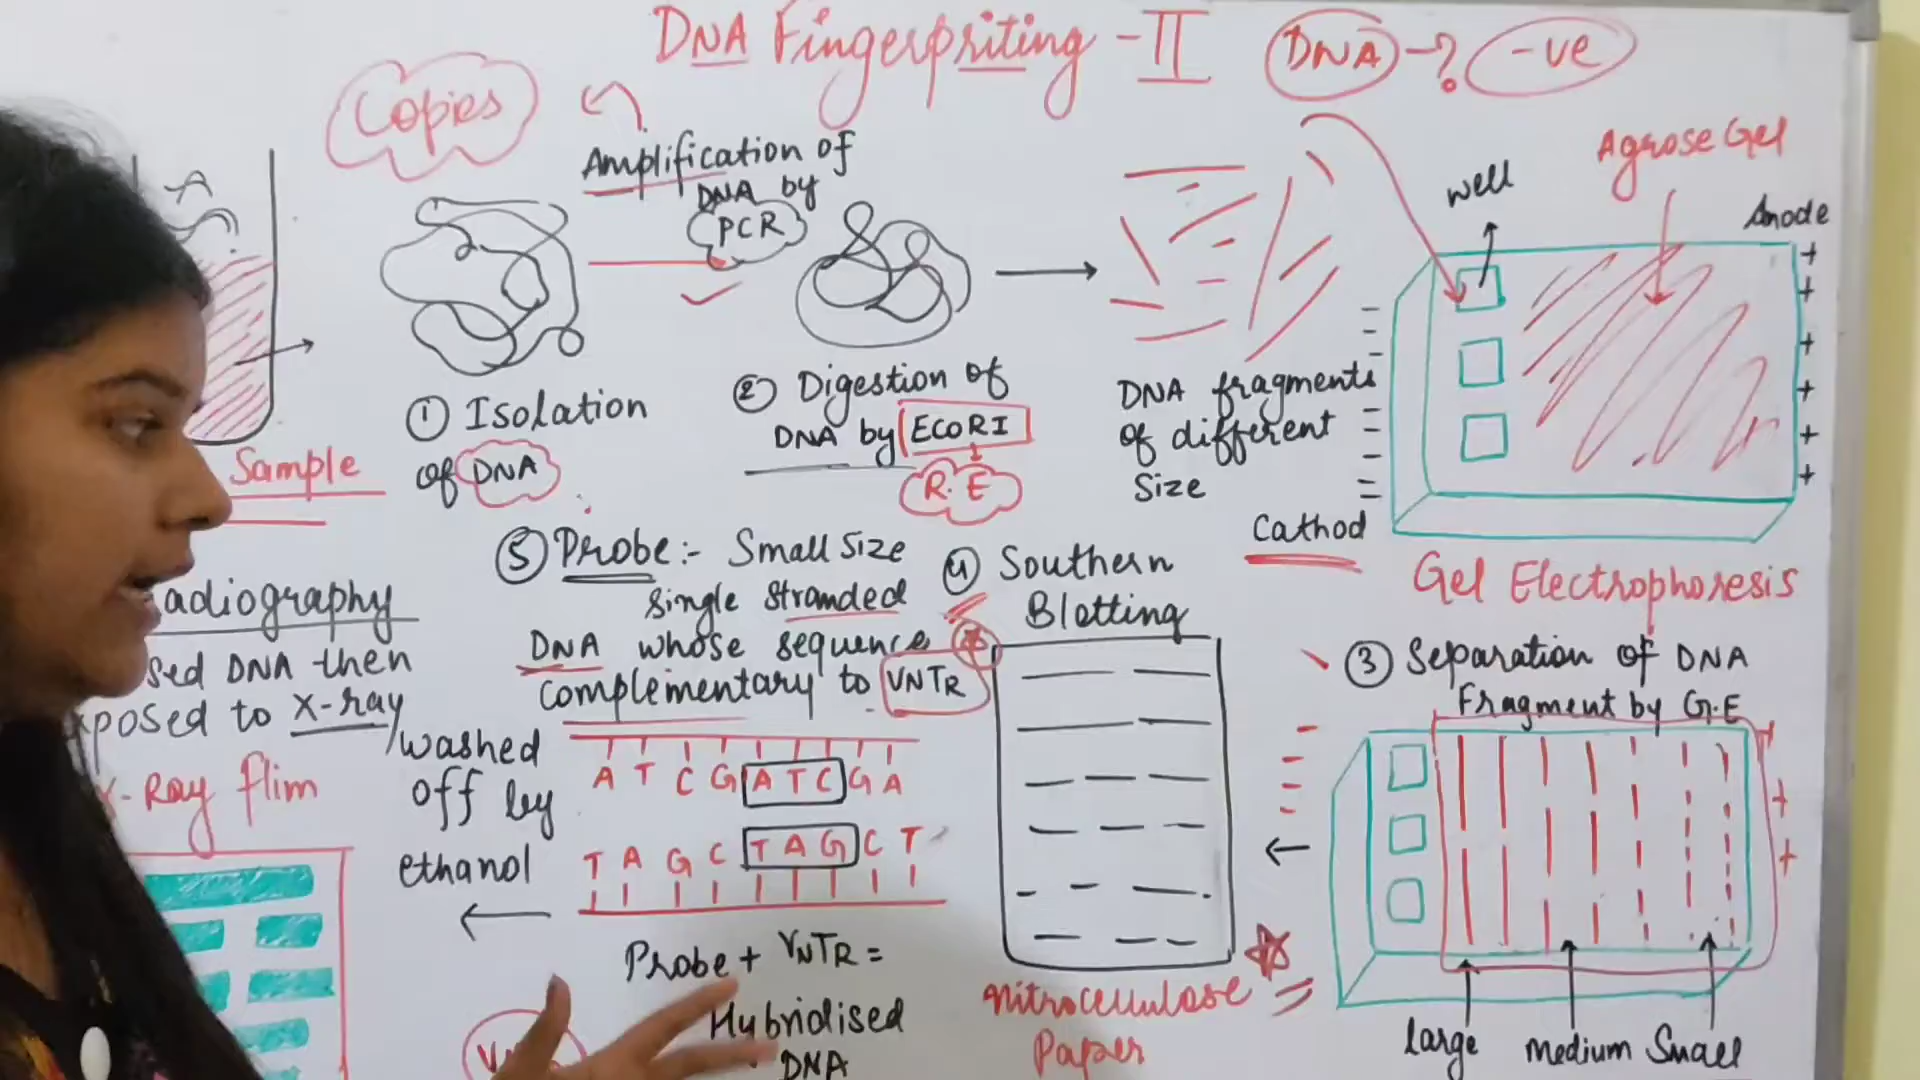 DNA Fingerpriting - II
DNA - ? -ve
Copies
Amplification of
DNA by
PCR
① Isolation
of DNA
Sample
② Digestion of
DNA by ECORI
R.E
DNA fragments
of different
Size
well
Agrose Gel
Anode
+
+
+
+
+
+
Cathod
Gel Electrophoresis
③ Separation of DNA
Fragment by G.E
+
+
+
large medium Small
④ Southern
Blotting
Nitrocellulose
Paper
⑤ Probe:- Small Size
Single Stranded
DNA whose sequence
Complementary to VNTR
A T C G A T C G A
T A G C T A G C T
Probe + VNTR =
Hybridised
DNA
washed
off by
ethanol
adiography
sed DNA then
xposed to X-ray
X-Ray flim